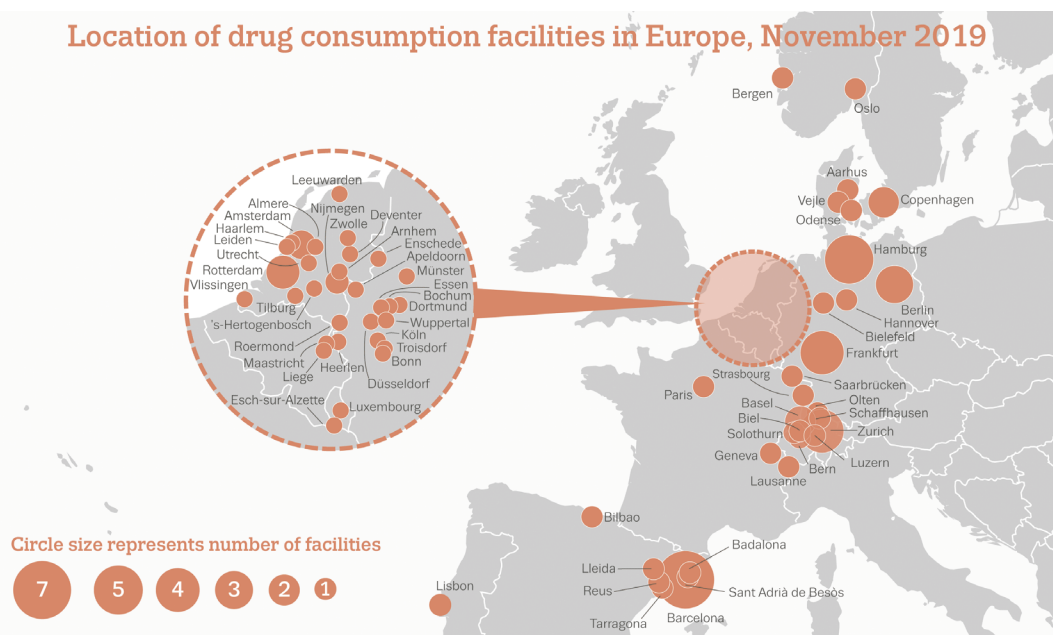 Location of drug consumption facilities in Europe, November 2019
Bergen
Oslo
Aarhus
Vejle
Copenhagen
Odense
Hamburg
Berlin
Hannover
Bielefeld
Frankfurt
Strasbourg
Saarbrücken
Paris
Olten
Basel
Schaffhausen
Biel
Zurich
Solothurn
Geneva
Bern
Luzern
Lausanne
Bilbao
Badalona
Lleida
Reus
Sant Adrià de Besòs
Barcelona
Tarragona
Lisbon
Leeuwarden
Almere
Nijmegen
Amsterdam
Deventer
Zwolle
Haarlem
Arnhem
Leiden
Enschede
Utrecht
Apeldoorn
Rotterdam
Münster
Vlissingen
Essen
Bochum
Tilburg
Dortmund
's-Hertogenbosch
Wuppertal
Roermond
Köln
Troisdorf
Maastricht
Bonn
Heerlen
Liege
Düsseldorf
Esch-sur-Alzette
Luxembourg
Circle size represents number of facilities
7 5 4 3 2 1